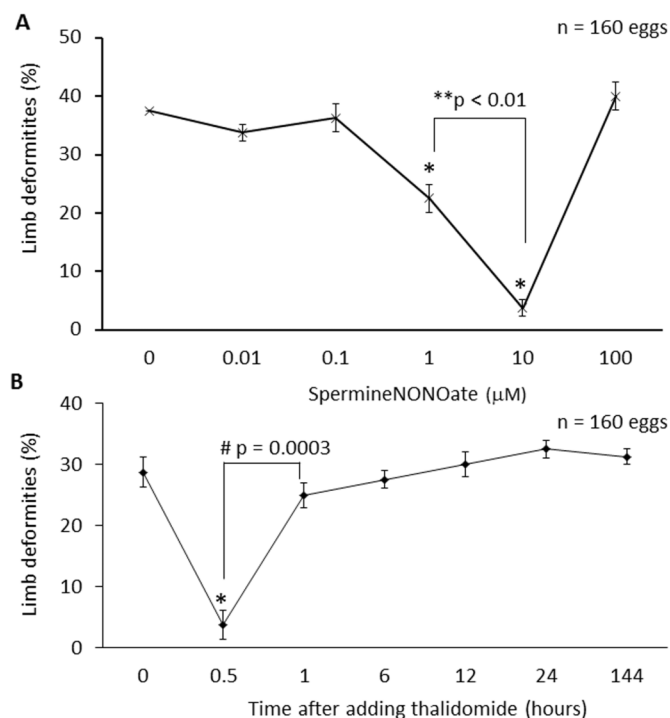 A
n = 160 eggs
Limb deformitites (%)
50
40
30
20
10
0
**p < 0.01
*
*
0 0.01 0.1 1 10 100
SpermineNONOate (μM)
B
n = 160 eggs
Limb deformities (%)
40
30
20
10
0
# p = 0.0003
*
0 0.5 1 6 12 24 144
Time after adding thalidomide (hours)